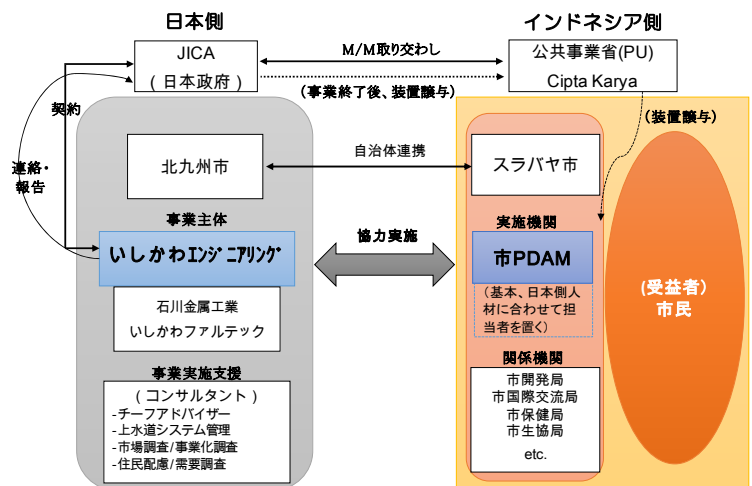 日本側
インドネシア側
JICA
(日本政府)
M/M取り交わし
公共事業省(PU)
Cipta Karya
(事業終了後、装置譲与)
契約
(装置譲与)
連絡・
報告
北九州市
自治体連携
スラバヤ市
事業主体
いしかわエンジニアリング
協力実施
実施機関
市PDAM
(基本、日本側人
材に合わせて担
当者を置く)
(受益者)
市民
石川金属工業
いしかわファルテック
事業実施支援
(コンサルタント)
-チーフアドバイザー
-上水道システム管理
-市場調査/事業化調査
-住民配慮/需要調査
関係機関
市開発局
市国際交流局
市保健局
市生協局
etc.